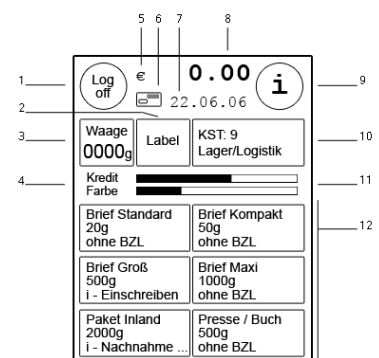 5 6 7 8
1
2
3
4
9
10
11
12
Log
off
€
0.00
i
22.06.06
Waage
0000g
Label
KST: 9
Lager/Logistik
Kredit
Farbe
Brief Standard
20g
ohne BZL
Brief Kompakt
50g
ohne BZL
Brief Groß
500g
i - Einschreiben
Brief Maxi
1000g
ohne BZL
Paket Inland
2000g
i - Nachnahme ...
Presse / Buch
500g
ohne BZL